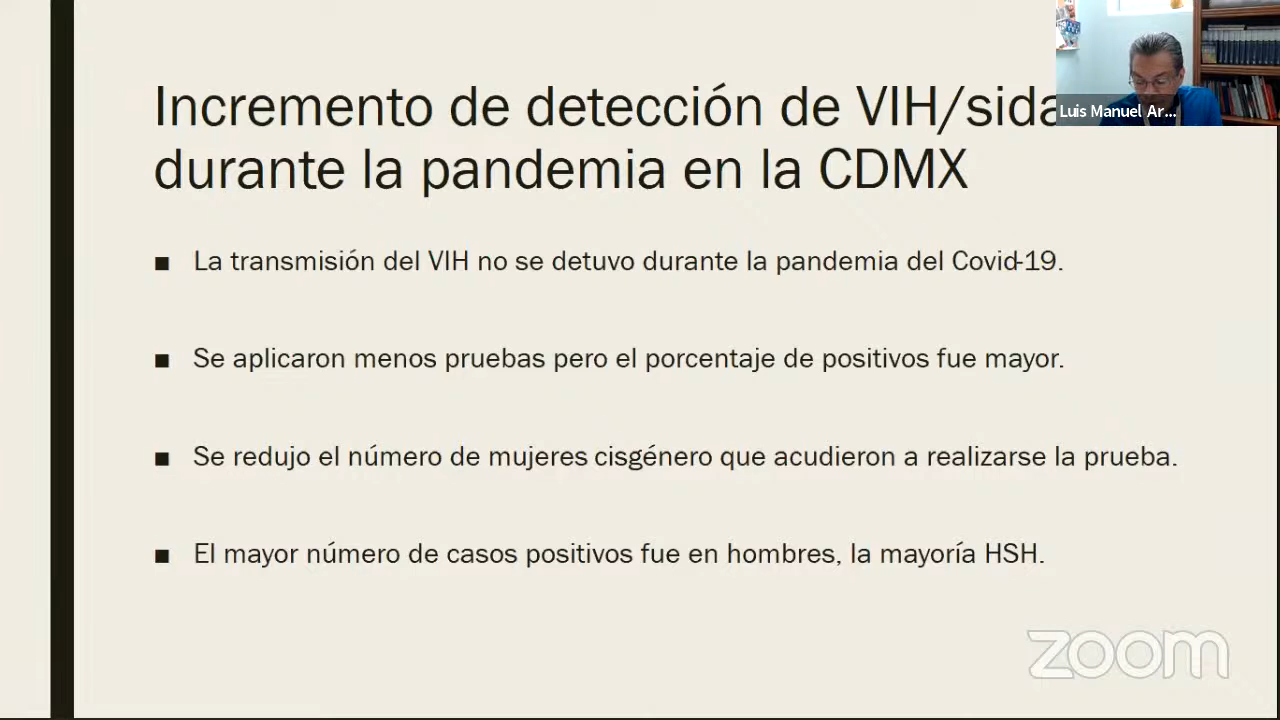 Incremento de detección de VIH/sida
durante la pandemia en la CDMX
Luis Manuel Ar...
■ La transmisión del VIH no se detuvo durante la pandemia del Covid-19.
■ Se aplicaron menos pruebas pero el porcentaje de positivos fue mayor.
■ Se redujo el número de mujeres cisgénero que acudieron a realizarse la prueba.
■ El mayor número de casos positivos fue en hombres, la mayoría HSH.
zoom